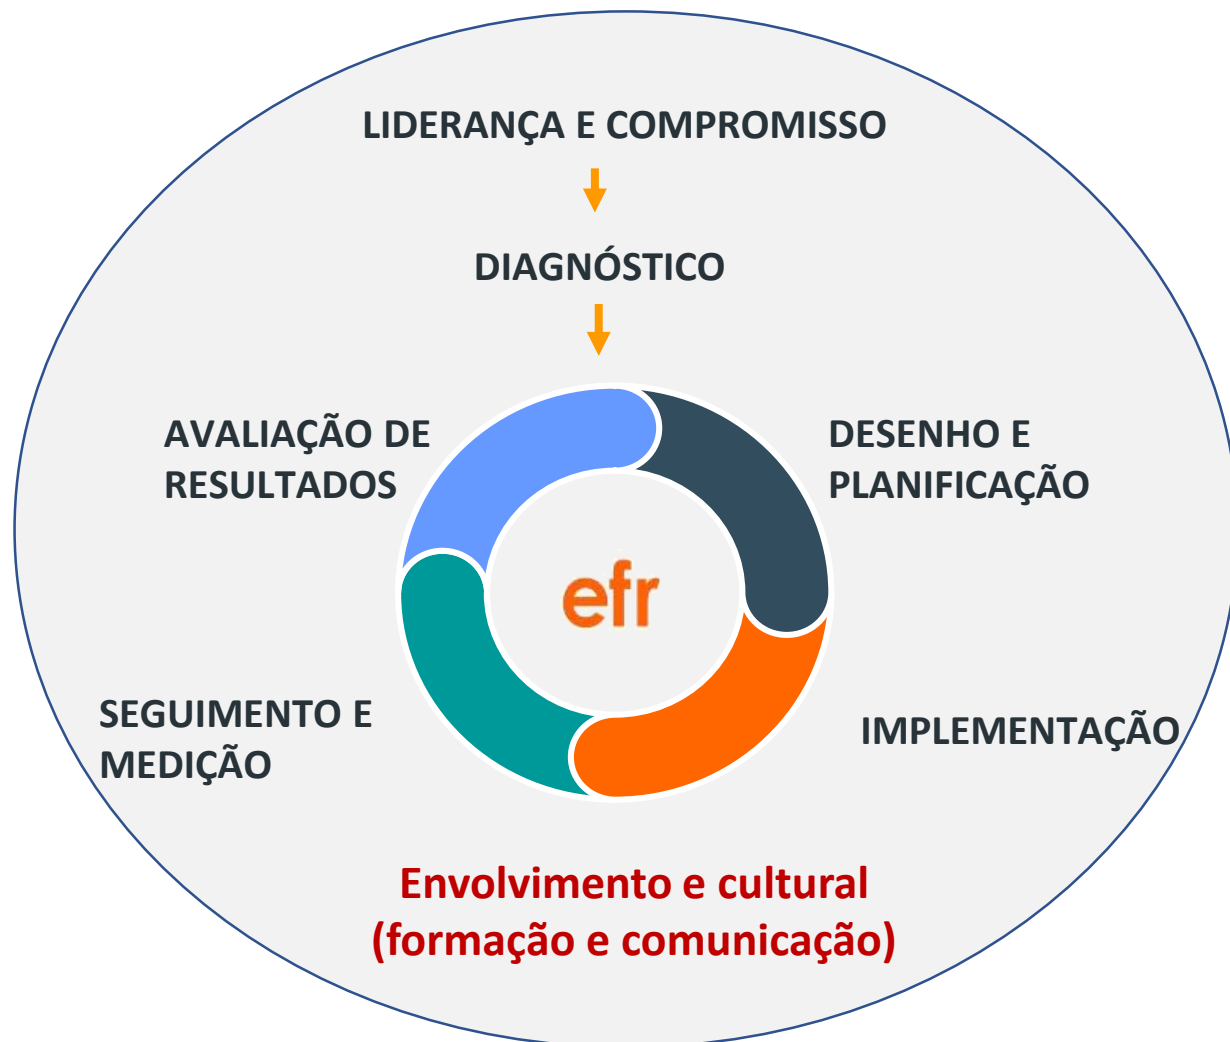 LIDERANÇA E COMPROMISSO
DIAGNÓSTICO
AVALIAÇÃO DE
RESULTADOS
DESENHO E
PLANIFICAÇÃO
efr
SEGUIMENTO E
MEDIÇÃO
IMPLEMENTAÇÃO
Envolvimento e cultural
(formação e comunicação)